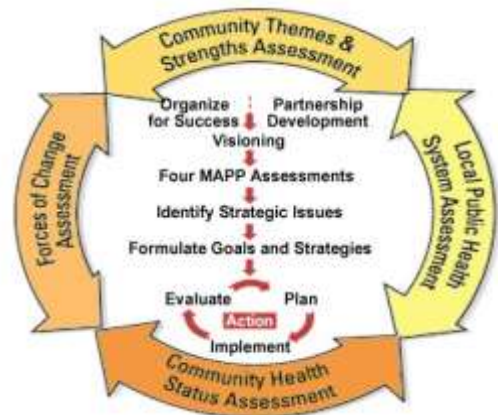 Community Themes &
Strengths Assessment
Organize Partnership
for Success Development
Visioning
Four MAPP Assessments
Identify Strategic Issues
Formulate Goals and Strategies
Evaluate Plan
Action
Implement
Forces of Change
Assessment
Local Public Health
System Assessment
Community Health
Status Assessment